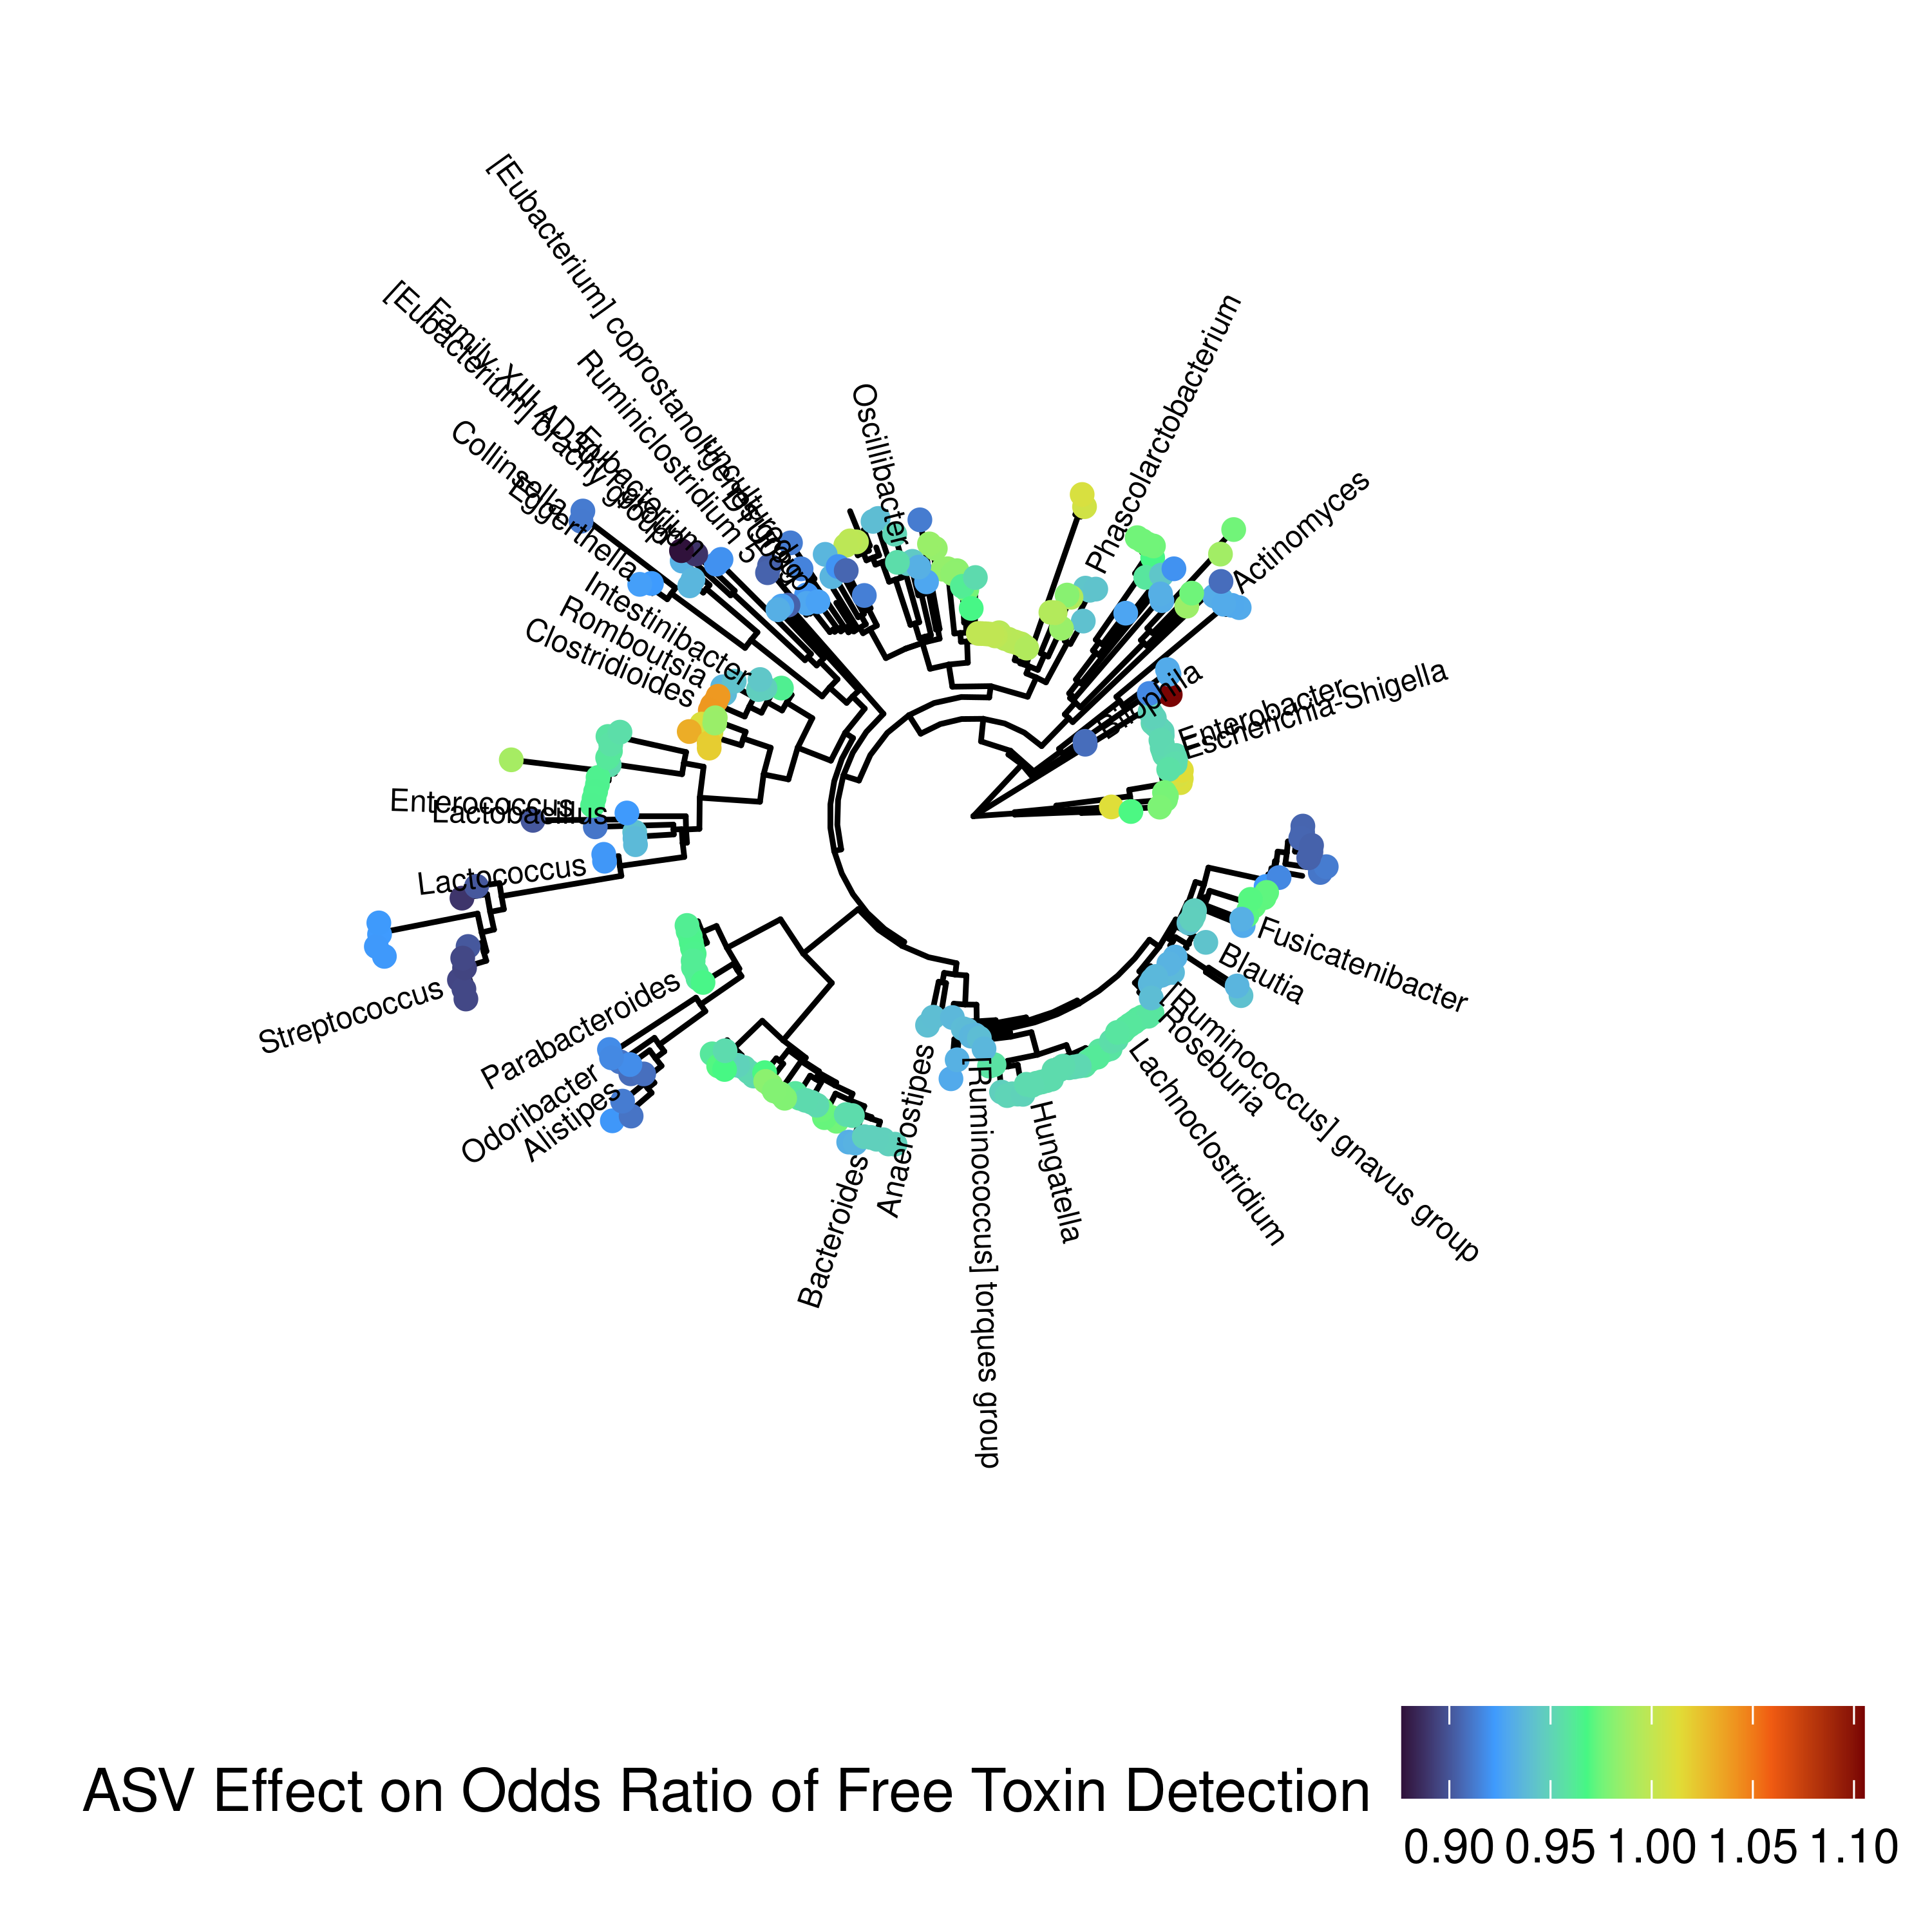 [Eubacterium] coprostanoligenes group
Ruminiclostridium 5
Family XIII AD3011 group
[Eubacterium] brachy group
Eubacterium
Collinsella
Eggerthella
Intestinibacter
Romboutsia
Clostridioides
Oscillibacter
Phascolarctobacterium
Actinomyces
Enterobacter
Escherichia-Shigella
Enterococcus
Lactobacillus
Lactococcus
Streptococcus
Parabacteroides
Odoribacter
Alistipes
Bacteroides
Anaerostipes
[Ruminococcus] torques group
Hungatella
Lachnoclostridium
Roseburia
[Ruminococcus] gnavus group
Blautia
Fusicatenibacter
ASV Effect on Odds Ratio of Free Toxin Detection
0.90 0.95 1.00 1.05 1.10